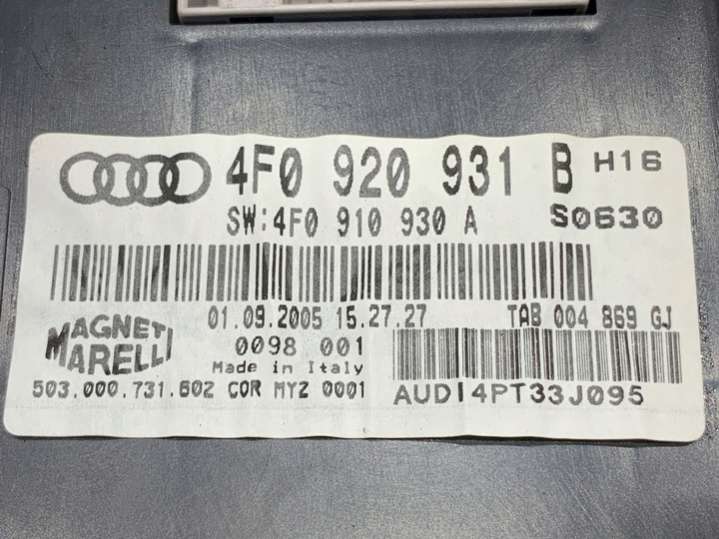 4F0 920 931 B H16
SW:4F0 910 930 A S0630
01.09.2005 15.27.27 TAB 004 869 GJ
MAGNETI
MARELLI
0098 001
Made in Italy
503.000.731.602 COR MYZ 0001
AUDI4PT33J095